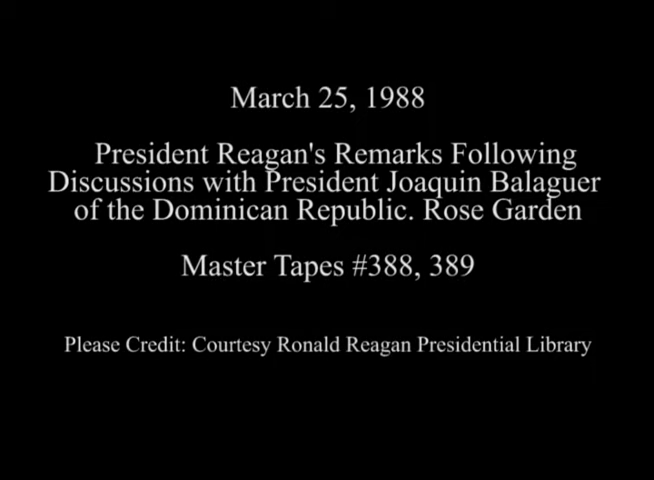 March 25, 1988
President Reagan's Remarks Following
Discussions with President Joaquin Balaguer
of the Dominican Republic. Rose Garden
Master Tapes #388, 389
Please Credit: Courtesy Ronald Reagan Presidential Library